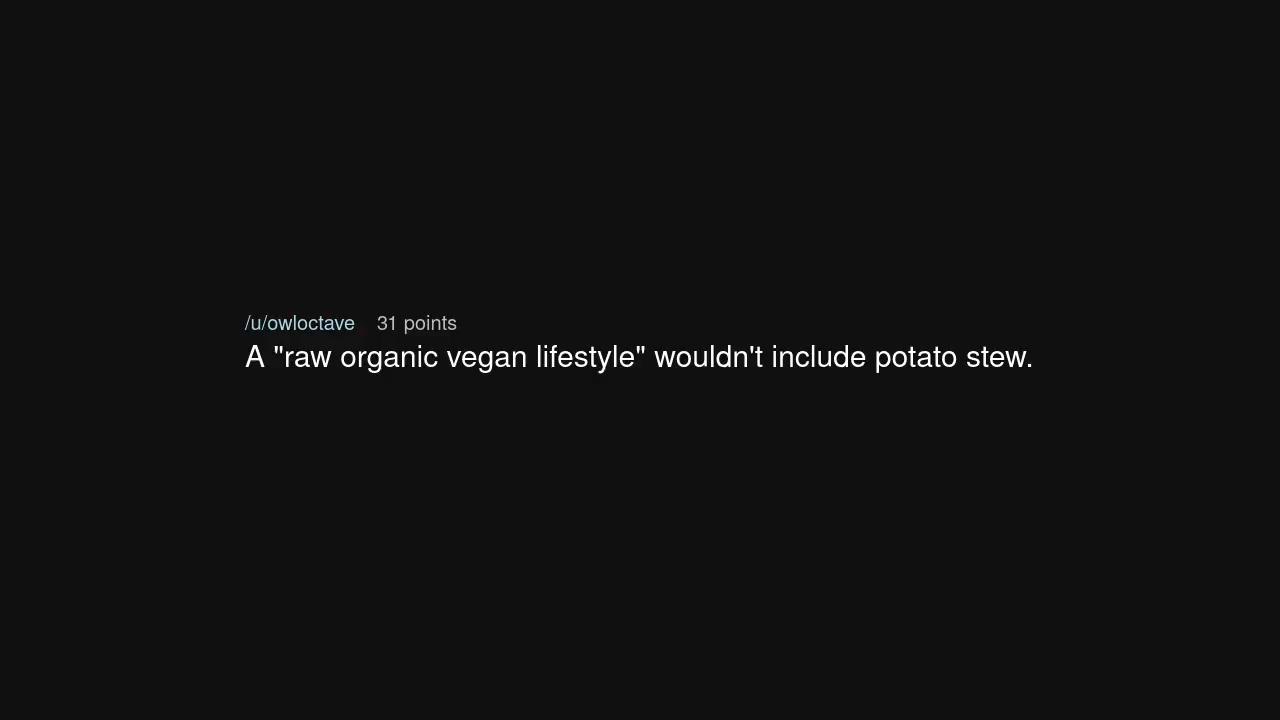 /u/owloctave 31 points
A "raw organic vegan lifestyle" wouldn't include potato stew.